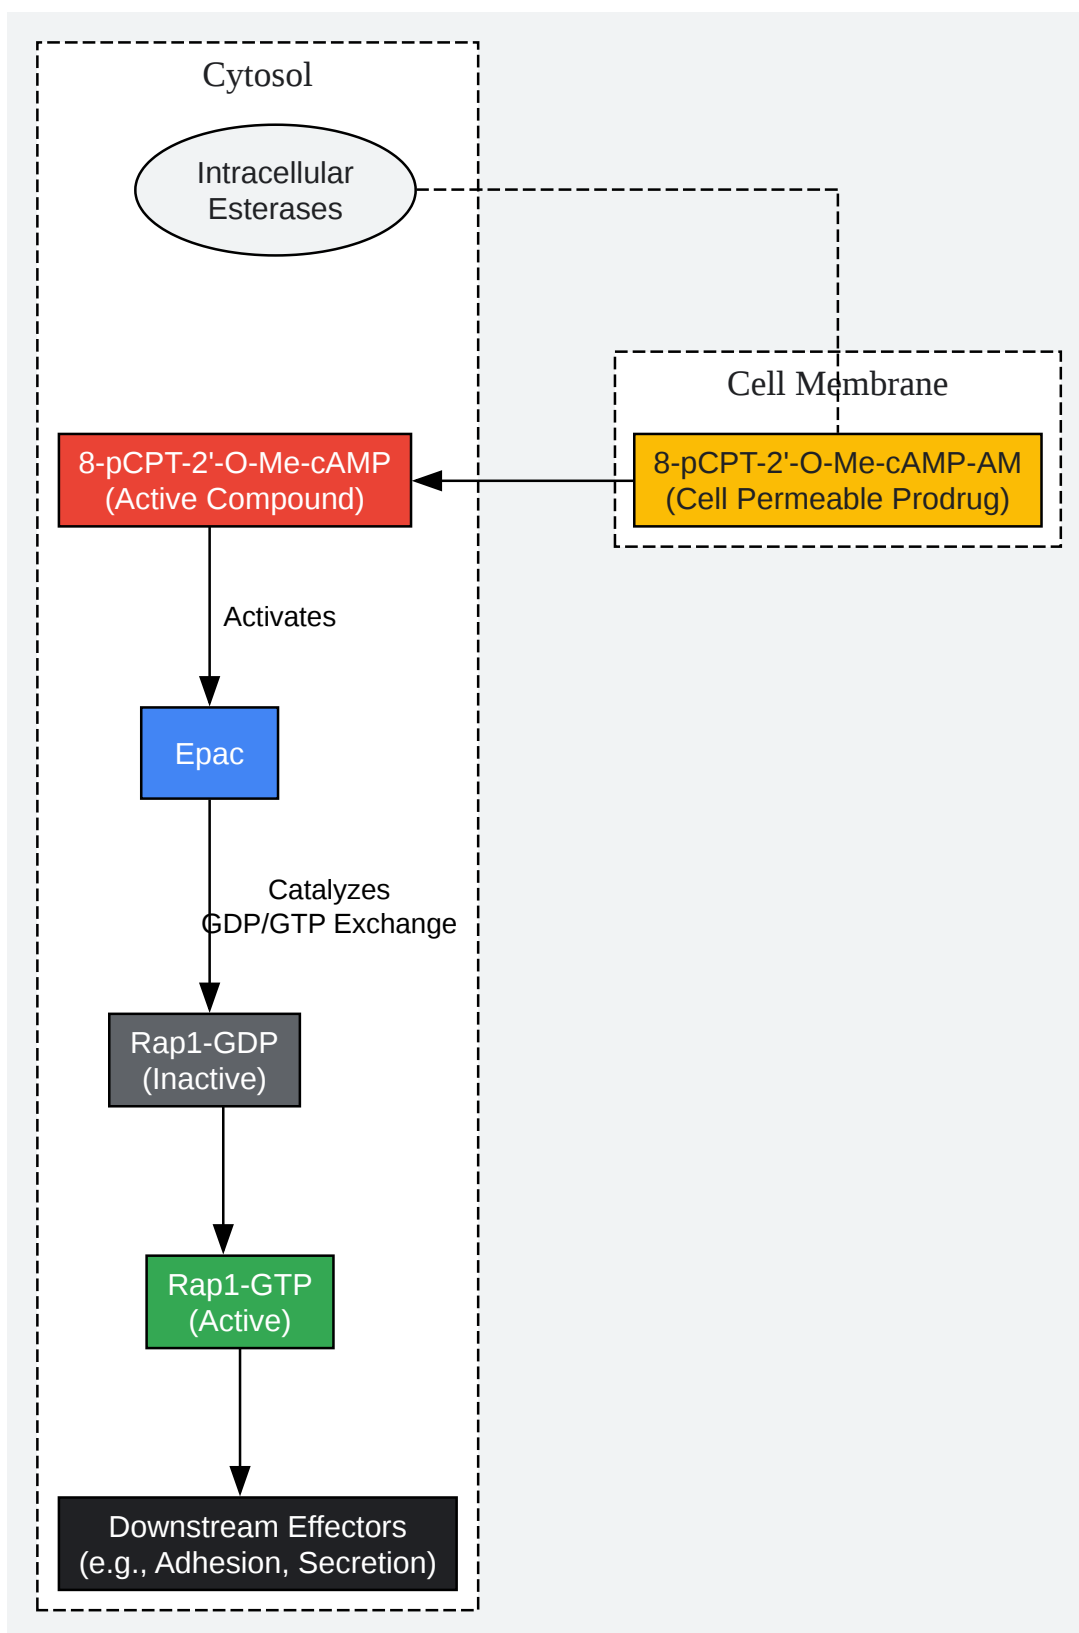 Cytosol
Intracellular
Esterases
Cell Membrane
8-pCPT-2'-O-Me-cAMP
(Active Compound)
8-pCPT-2'-O-Me-cAMP-AM
(Cell Permeable Prodrug)
Activates
Epac
Catalyzes
GDP/GTP Exchange
Rap1-GDP
(Inactive)
Rap1-GTP
(Active)
Downstream Effectors
(e.g., Adhesion, Secretion)